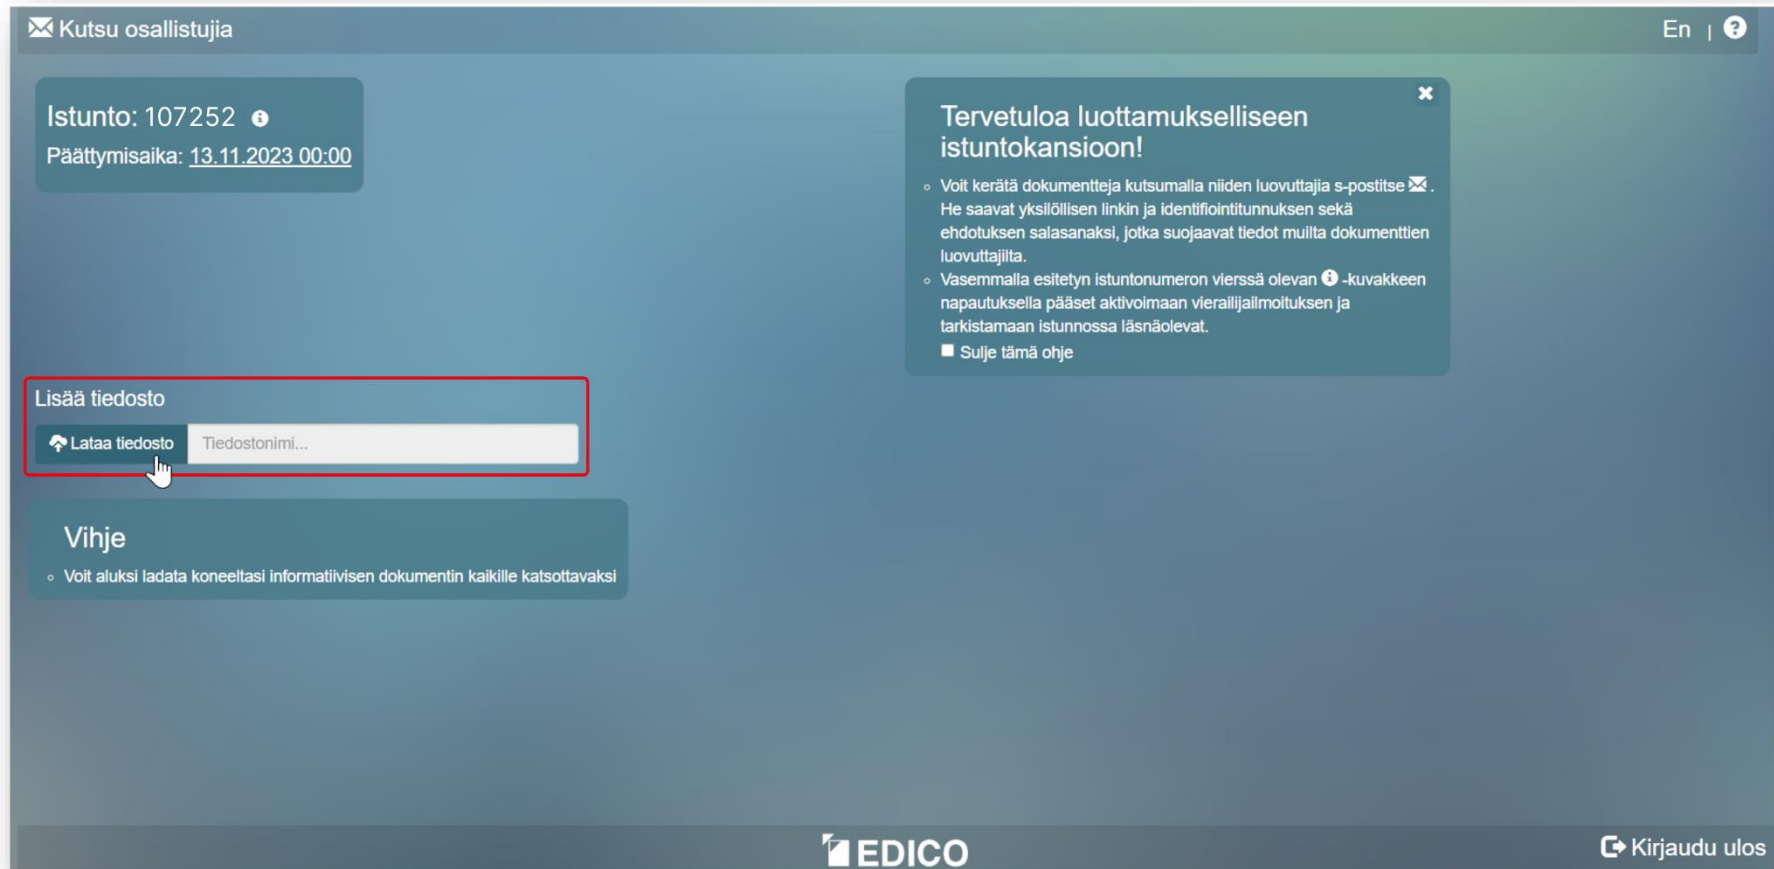 Kutsu osallistujia
En | ?
Istunto: 107252
Päättymisaika: 13.11.2023 00:00
Tervetuloa luottamukselliseen
istuntokansioon!
Voit kerätä dokumentteja kutsumalla niiden luovuttajia s-postitse .
He saavat yksilöllisen linkin ja identifiointitunnuksen sekä
ehdotuksen salasanaksi, jotka suojaavat tiedot muilta dokumenttien
luovuttajilta.
Vasemmalla esitetyn istuntonumeron vierssä olevan -kuvakkeen
napautuksella pääset aktivoimaan vierailijailmoituksen ja
tarkistamaan istunnossa läsnäolevat.
Sulje tämä ohje
Lisää tiedosto
Lataa tiedosto Tiedostonimi...
Vihje
Voit aluksi ladata koneeltasi informatiivisen dokumentin kaikille katsottavaksi
EDICO
Kirjaudu ulos